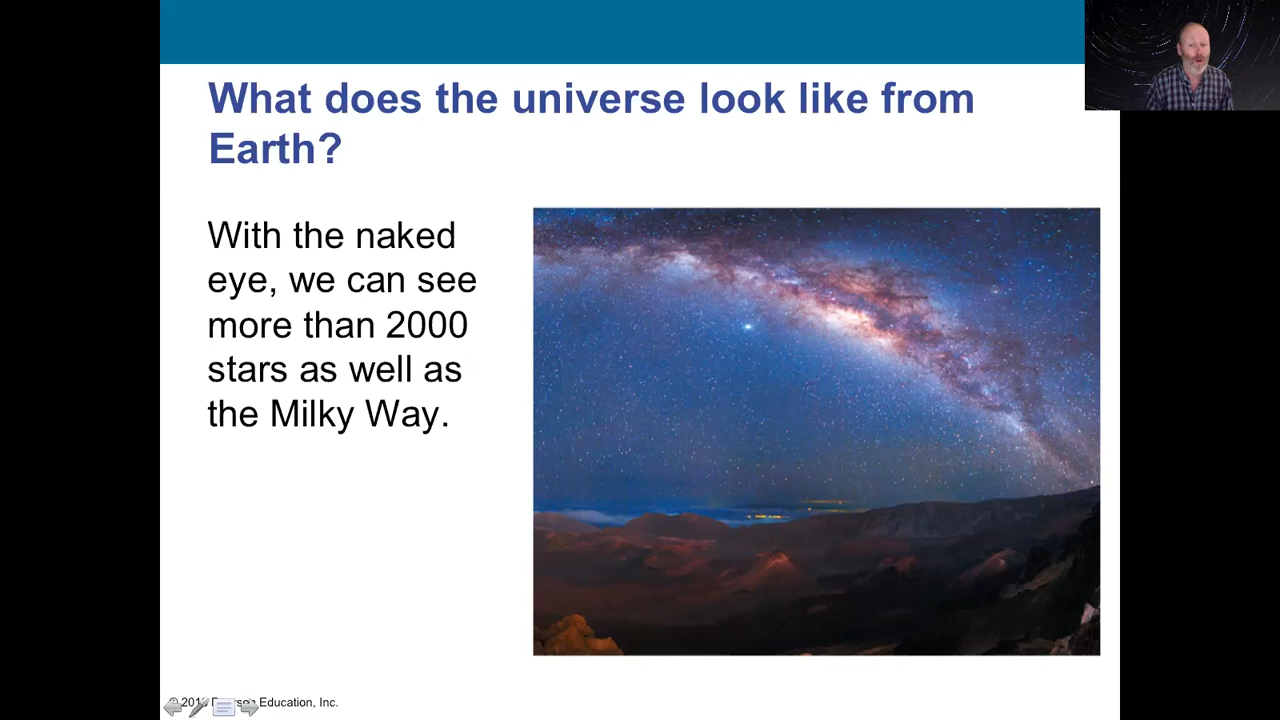 What does the universe look like from
Earth?
With the naked
eye, we can see
more than 2000
stars as well as
the Milky Way.
Education, Inc.